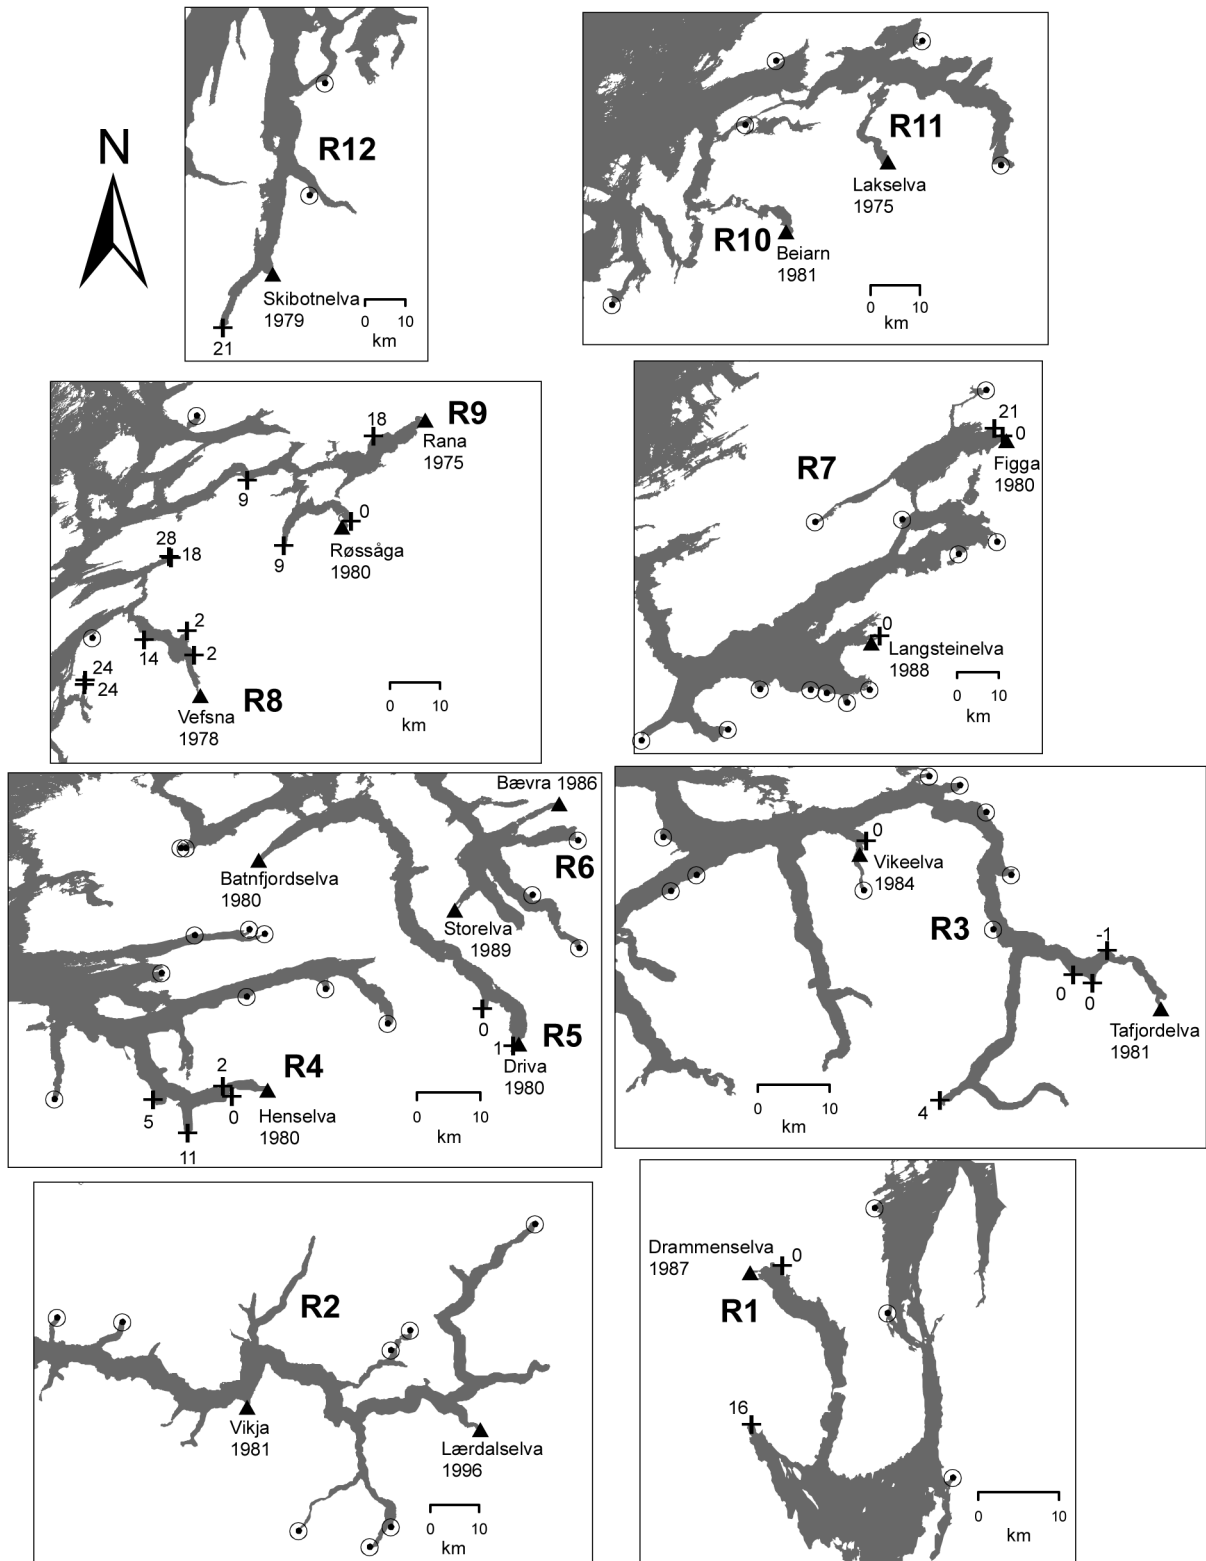 N
R12
Skibotnelva
1979
0 10
km
21
R11
Lakselva
1975
R10
Beiarn
1981
0 10
km
18
R9
Rana
1975
9
0
Røssåga
1980
9
28
18
2
14
2
24
24
R8
Vefsna
1978
0 10
km
21
0
Figga
1980
R7
0
Langsteinelva
1988
0 10
km
Bævra 1986
R6
Batnfjordselva
1980
Storelva
1989
0
R5
1
Driva
1980
R4
2
0
Henselva
1980
5
11
0 10
km
0
Vikeelva
1984
R3
-1
0
0
Tafjordelva
1981
4
0 10
km
R2
Vikja
1981
Lærdalselva
1996
0 10
km
Drammenselva
1987
0
R1
16
0 10
km